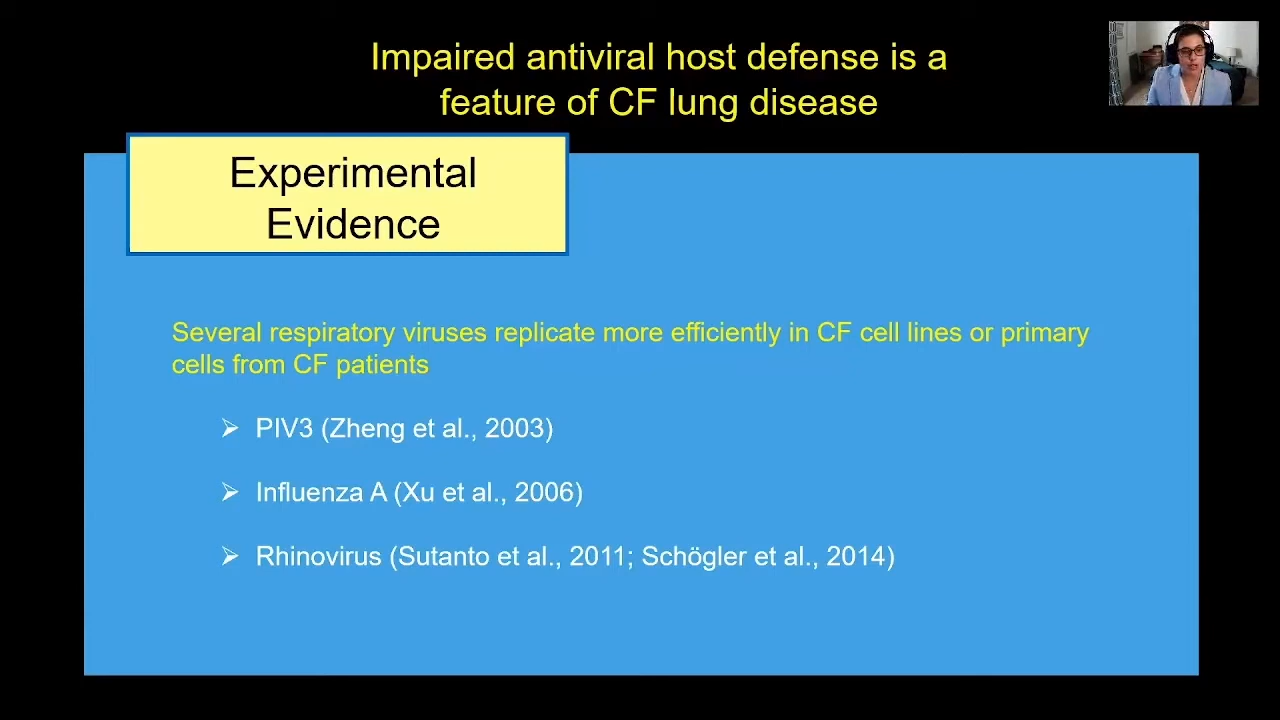 Impaired antiviral host defense is a
feature of CF lung disease
Experimental
Evidence
Several respiratory viruses replicate more efficiently in CF cell lines or primary
cells from CF patients
➢ PIV3 (Zheng et al., 2003)
➢ Influenza A (Xu et al., 2006)
➢ Rhinovirus (Sutanto et al., 2011; Schögler et al., 2014)